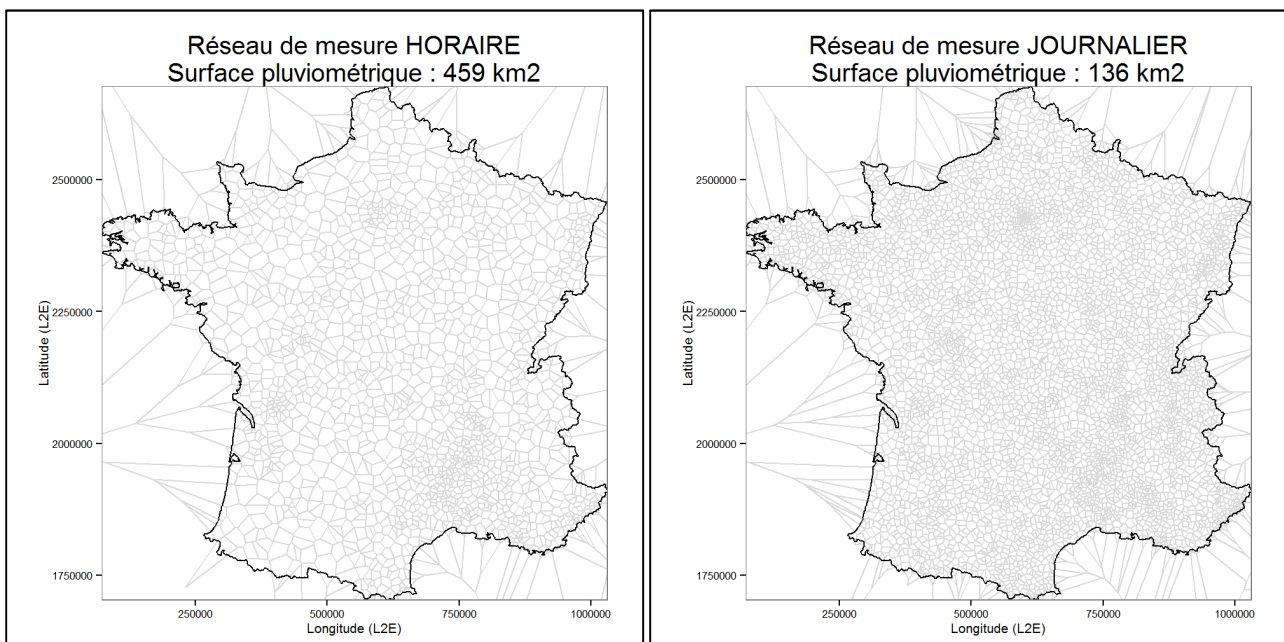 Réseau de mesure HORAIRE
Surface pluviométrique : 459 km2
Latitude (L2E)
2500000
2250000
2000000
1750000
250000
500000
750000
1000000
Longitude (L2E)
Réseau de mesure JOURNALIER
Surface pluviométrique : 136 km2
Latitude (L2E)
2500000
2250000
2000000
1750000
250000
500000
750000
1000000
Longitude (L2E)